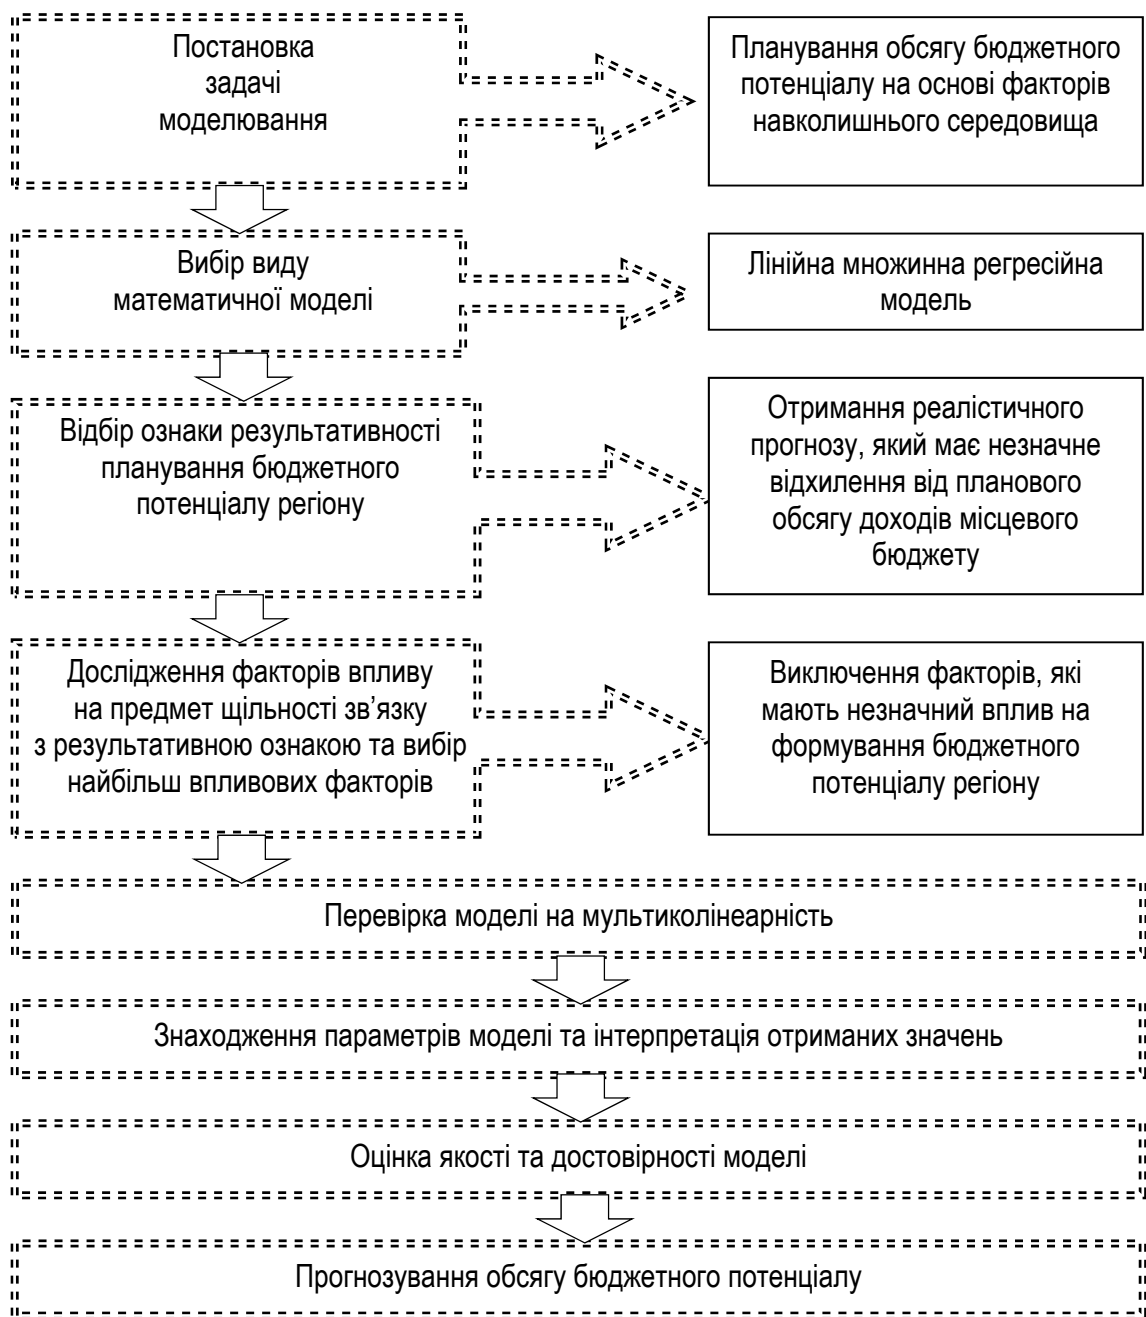 Постановка
задачі
моделювання
Планування обсягу бюджетного
потенціалу на основі факторів
навколишнього середовища
Вибір виду
математичної моделі
Лінійна множинна регресійна
модель
Відбір ознаки результативності
планування бюджетного
потенціалу регіону
Отримання реалістичного
прогнозу, який має незначне
відхилення від планового
обсягу доходів місцевого
бюджету
Дослідження факторів впливу
на предмет щільності зв’язку
з результативною ознакою та вибір
найбільш впливових факторів
Виключення факторів, які
мають незначний вплив на
формування бюджетного
потенціалу регіону
Перевірка моделі на мультиколінеарність
Знаходження параметрів моделі та інтерпретація отриманих значень
Оцінка якості та достовірності моделі
Прогнозування обсягу бюджетного потенціалу